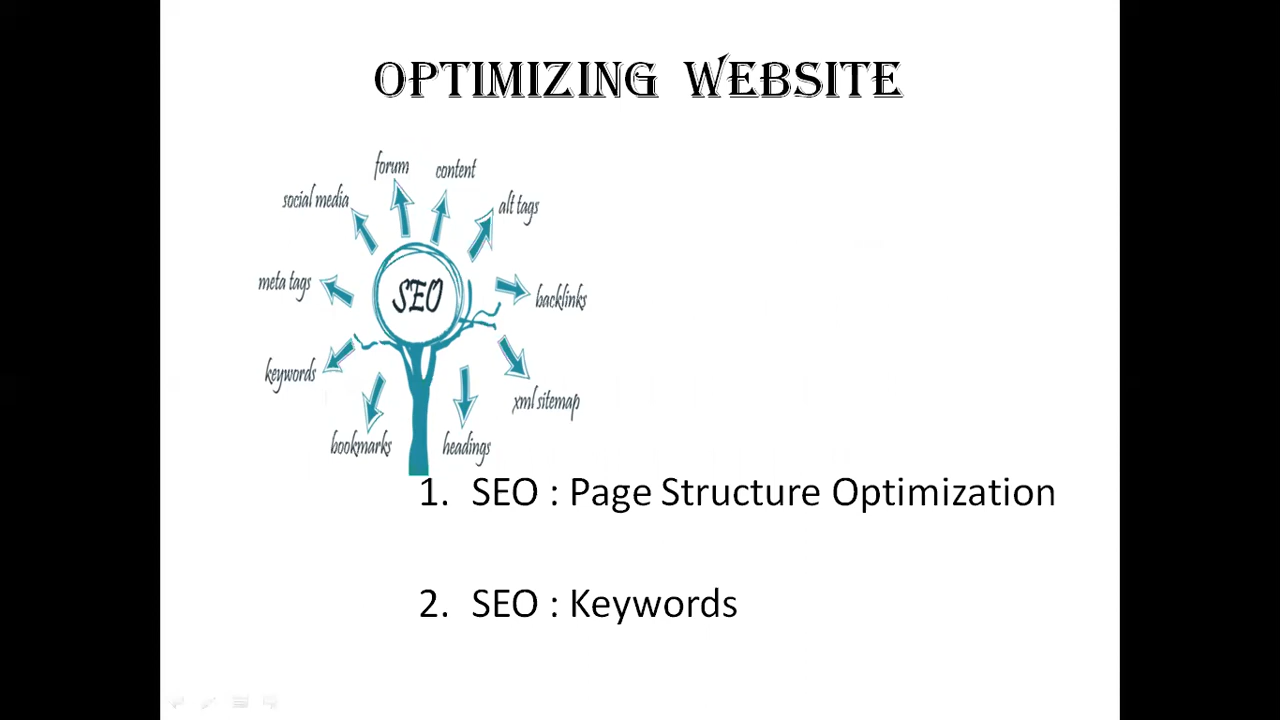 OPTIMIZING WEBSITE
forum
content
social media
alt tags
meta tags
SEO
backlinks
keywords
xml sitemap
bookmarks
headings
1. SEO : Page Structure Optimization
2. SEO : Keywords